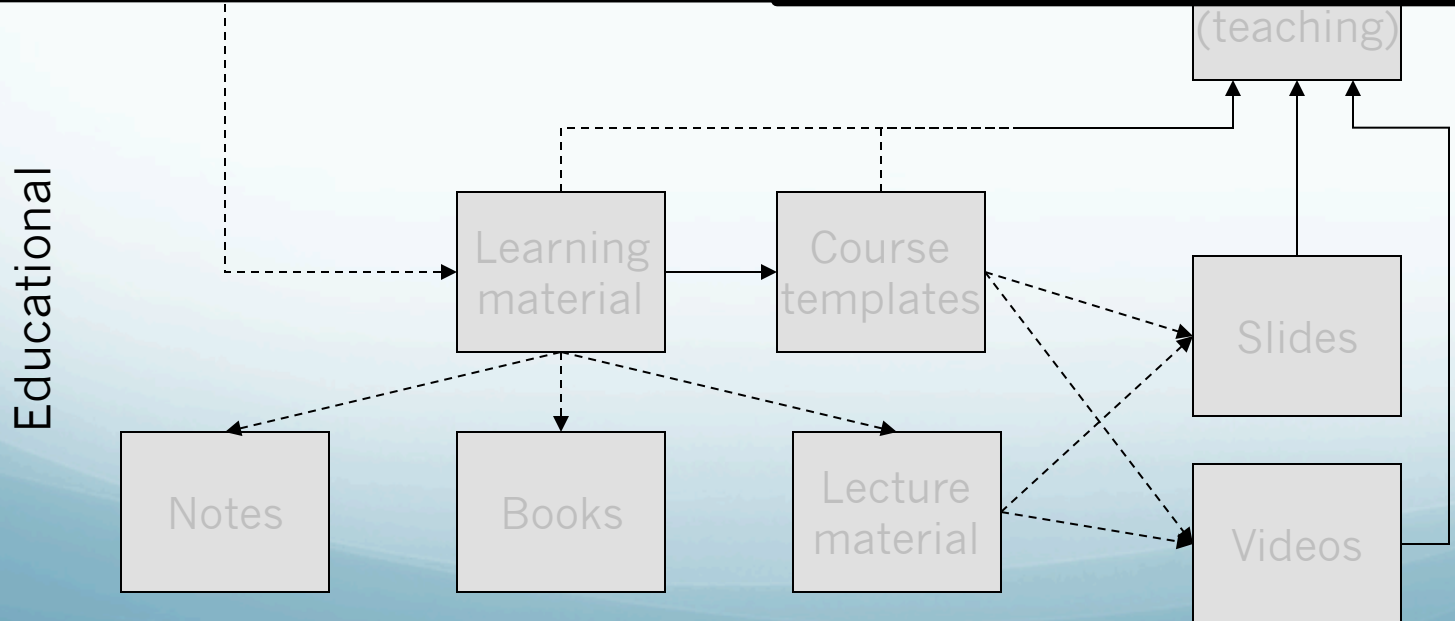 (teaching)
Educational
Learning
material
Course
templates
Slides
Notes
Books
Lecture
material
Videos